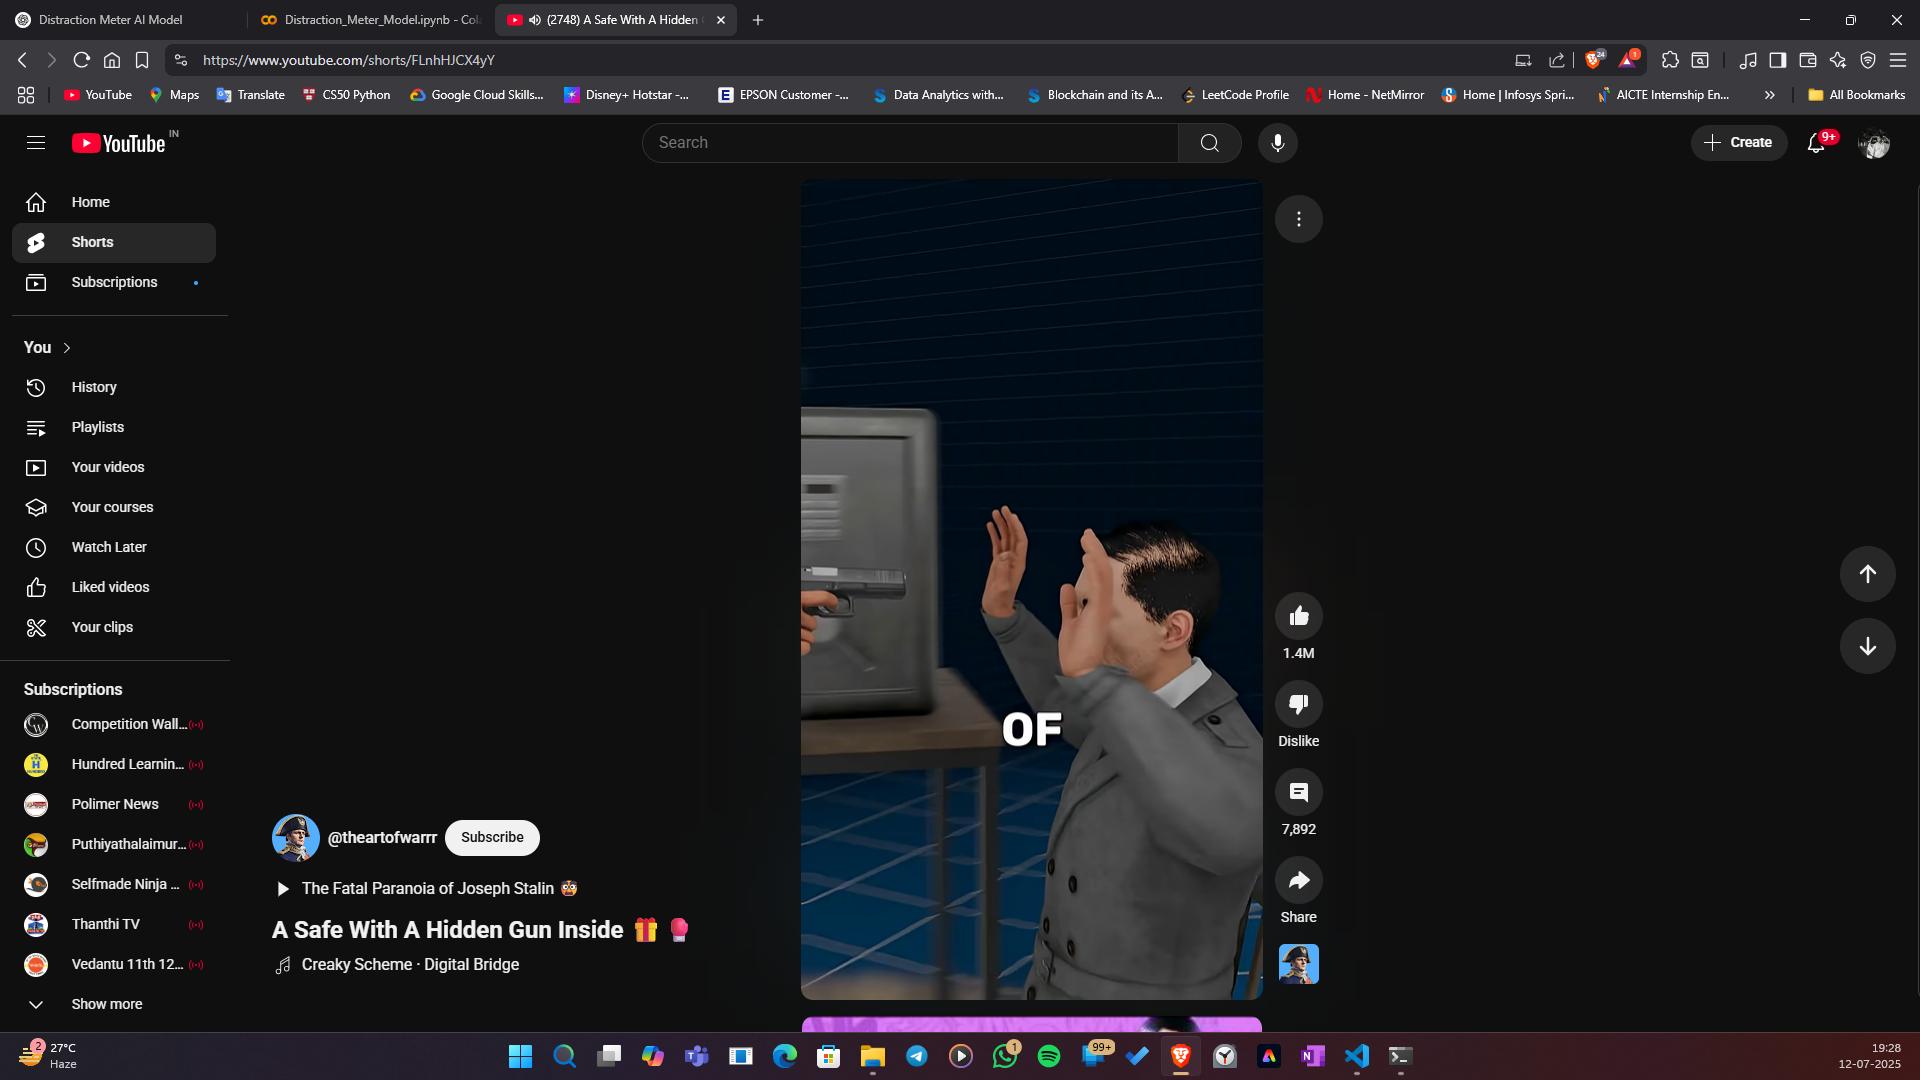 Distraction Meter AI Model
Distraction_Meter_Model.ipynb - Col
(2748) A Safe With A Hidden
https://www.youtube.com/shorts/FLnhHJCX4yY
24
1
YouTube
Maps
Translate
CS50 Python
Google Cloud Skills...
Disney+ Hotstar -...
EPSON Customer -...
Data Analytics with...
Blockchain and its A...
LeetCode Profile
Home - NetMirror
Home | Infosys Spri...
AICTE Internship En...
All Bookmarks
YouTube IN
Search
Create
9+
Home
Shorts
Subscriptions
You
History
Playlists
Your videos
Your courses
Watch Later
Liked videos
Your clips
Subscriptions
Competition Wall...
Hundred Learnin...
Polimer News
Puthiyathalaimur...
Selfmade Ninja ...
Thanthi TV
Vedantu 11th 12...
Show more
OF
@theartofwarrr
Subscribe
The Fatal Paranoia of Joseph Stalin
A Safe With A Hidden Gun Inside
Creaky Scheme · Digital Bridge
1.4M
Dislike
7,892
Share
2
27°C
Haze
1
99+
19:28
12-07-2025